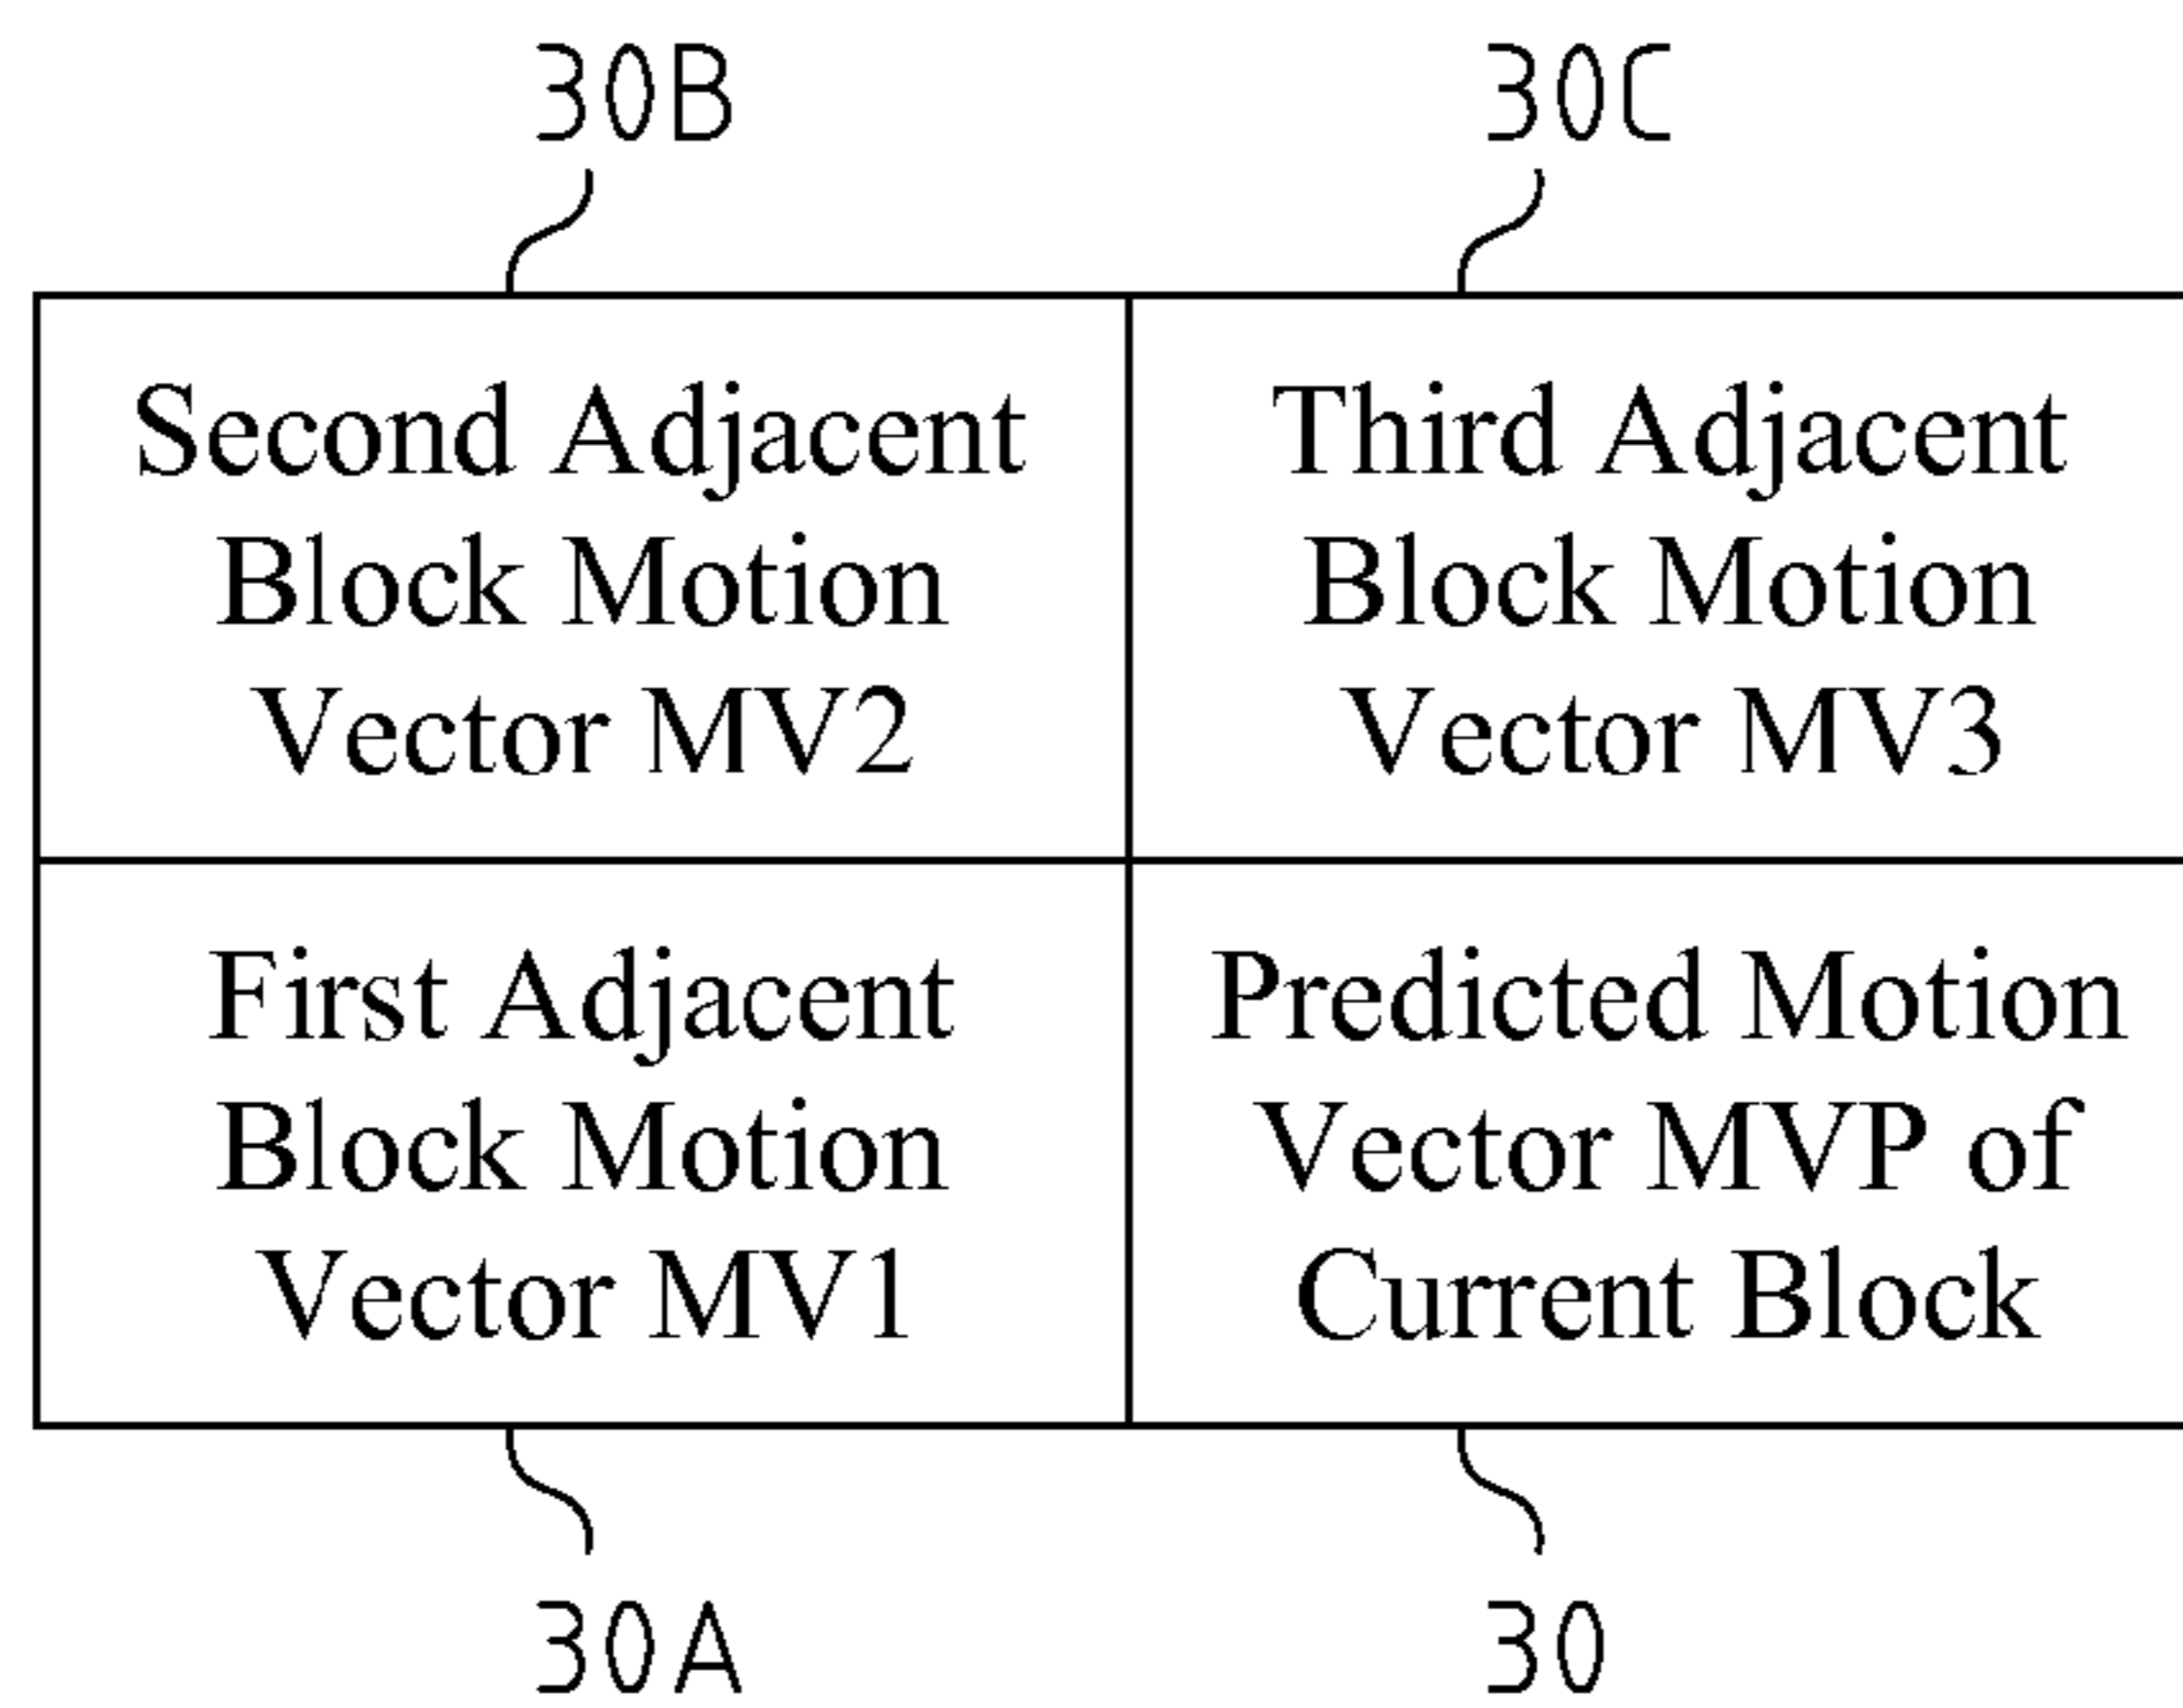 30B
30C
Second Adjacent
Block Motion
Vector MV2
Third Adjacent
Block Motion
Vector MV3
First Adjacent
Block Motion
Vector MV1
Predicted Motion
Vector MVP of
Current Block
30A
30